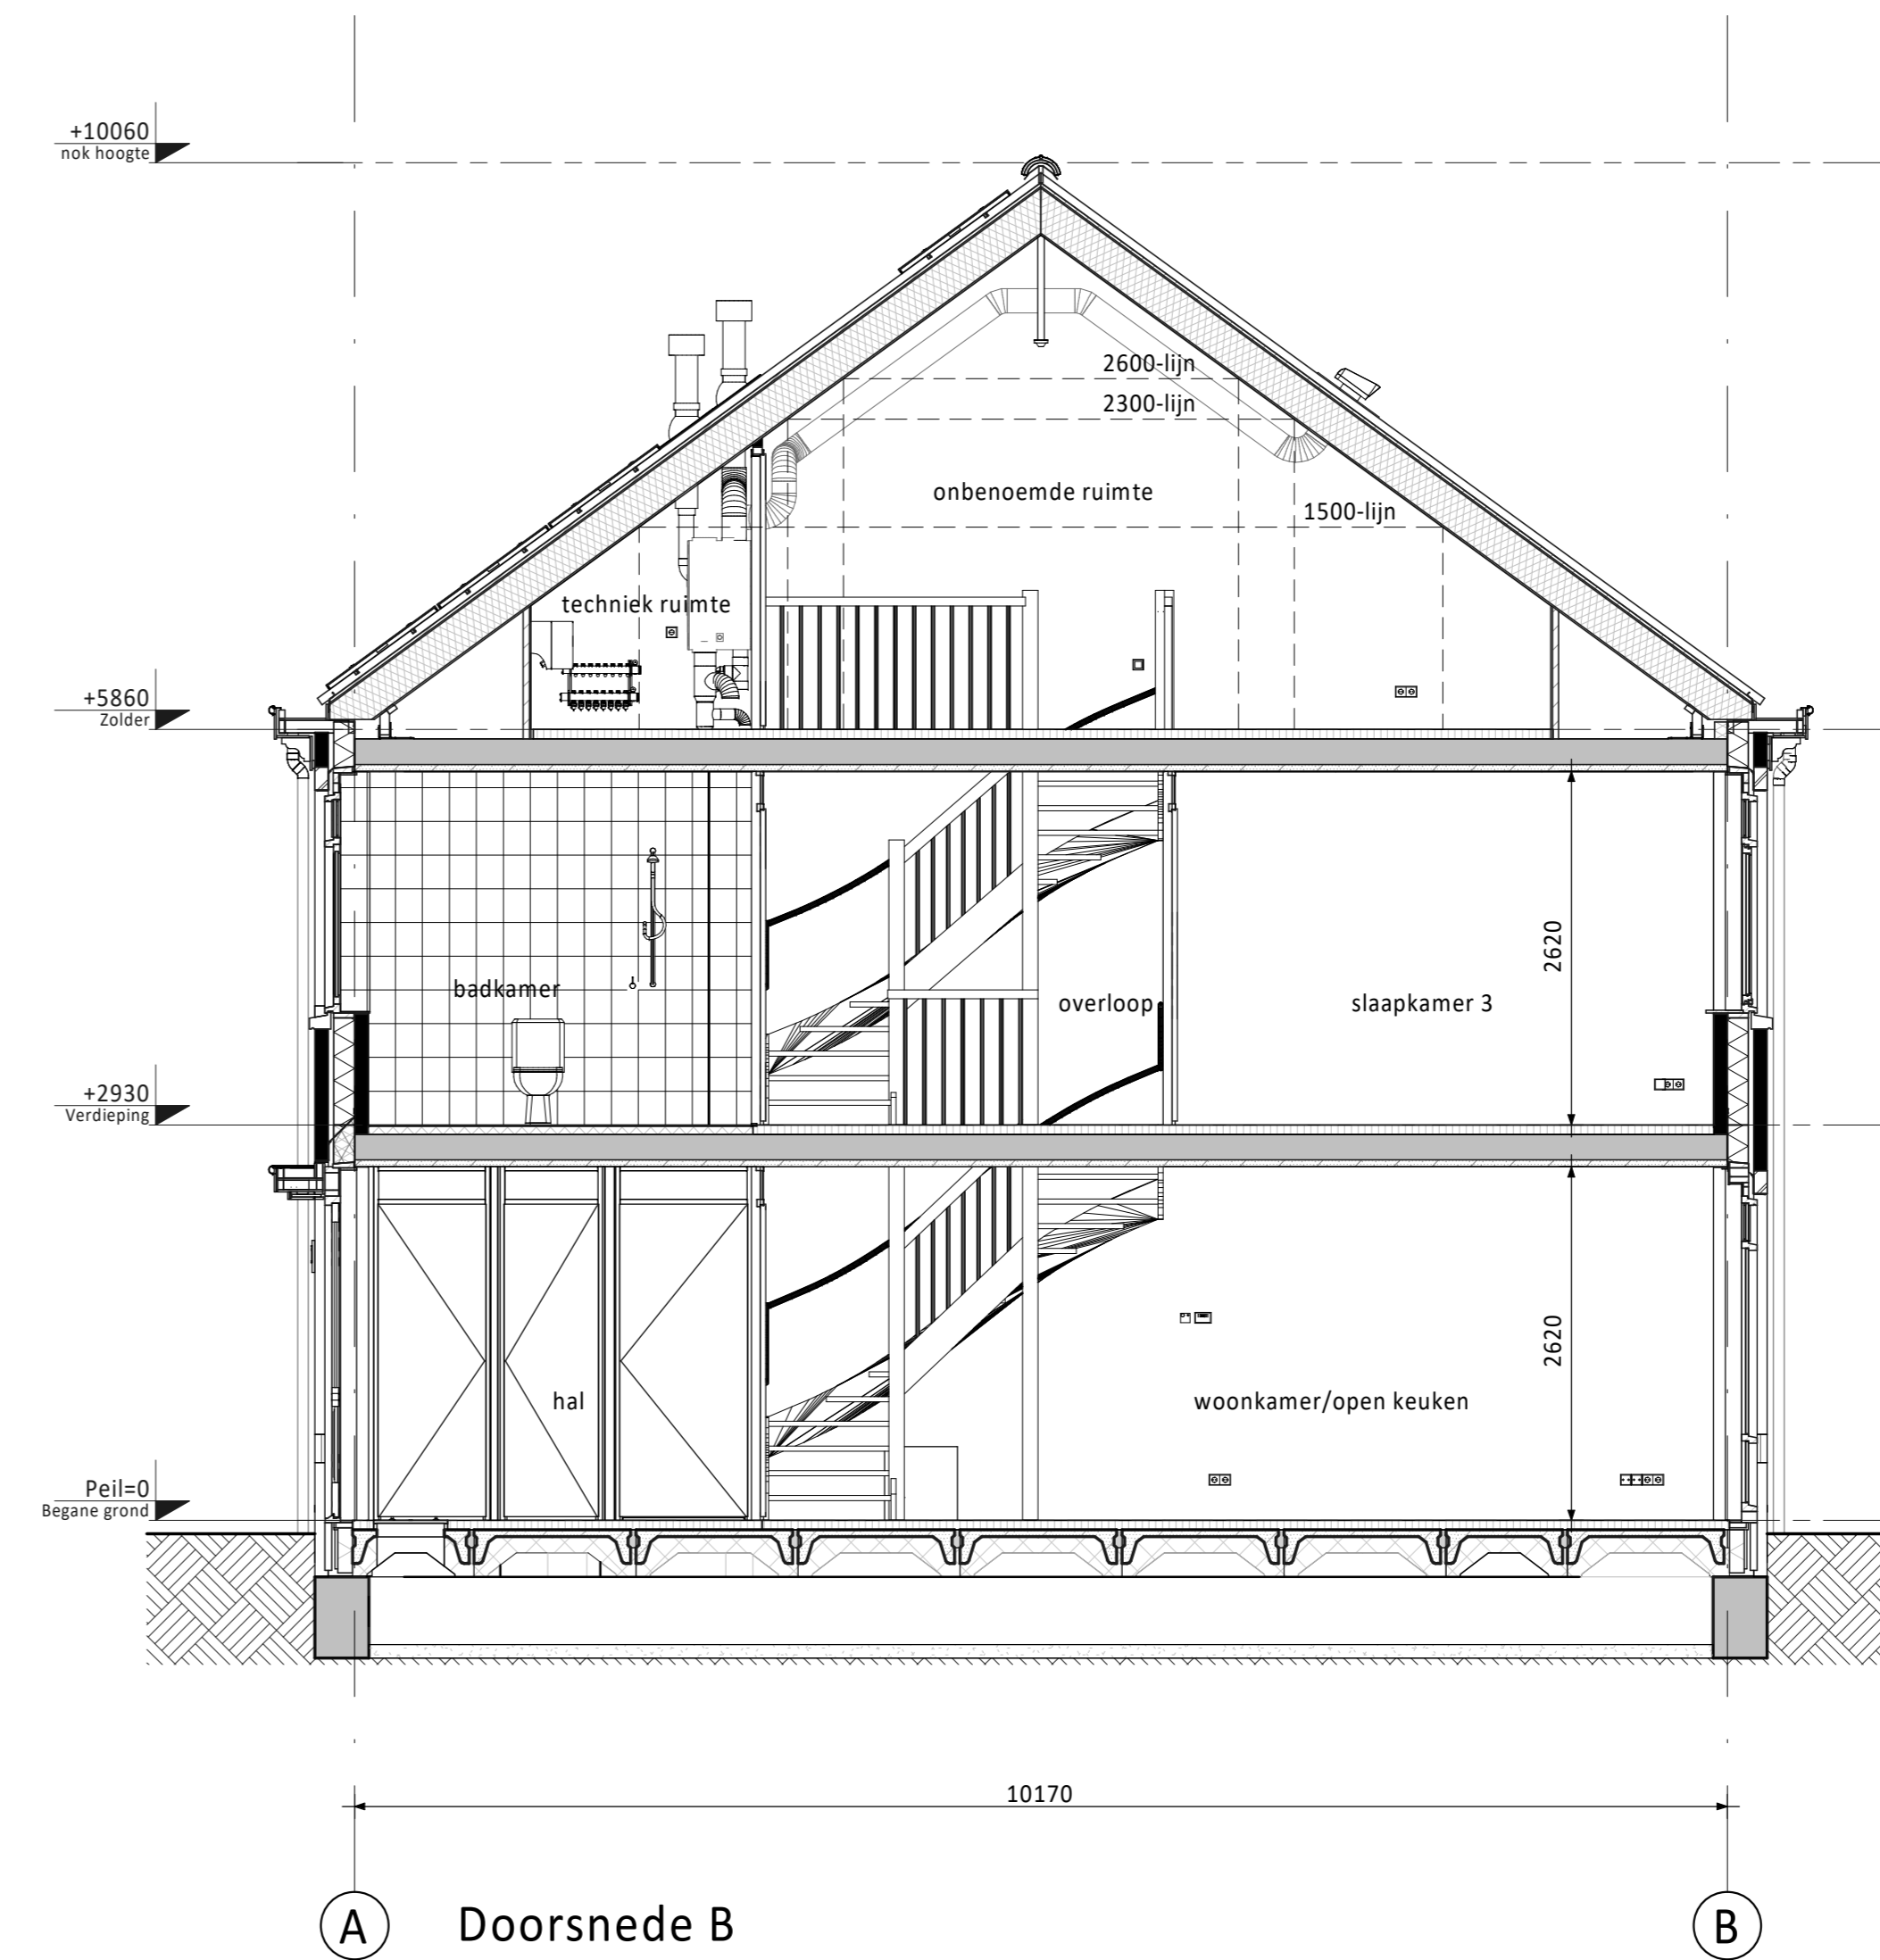 +10060
nok hoogte
2600-lijn
2300-lijn
onbenoemde ruimte
1500-lijn
techniek ruimte
+5860
Zolder
2620
badkamer
overloop
slaapkamer 3
+2930
Verdieping
2620
hal
woonkamer/open keuken
Peil=0
Begane grond
10170
A
Doorsnede B
B